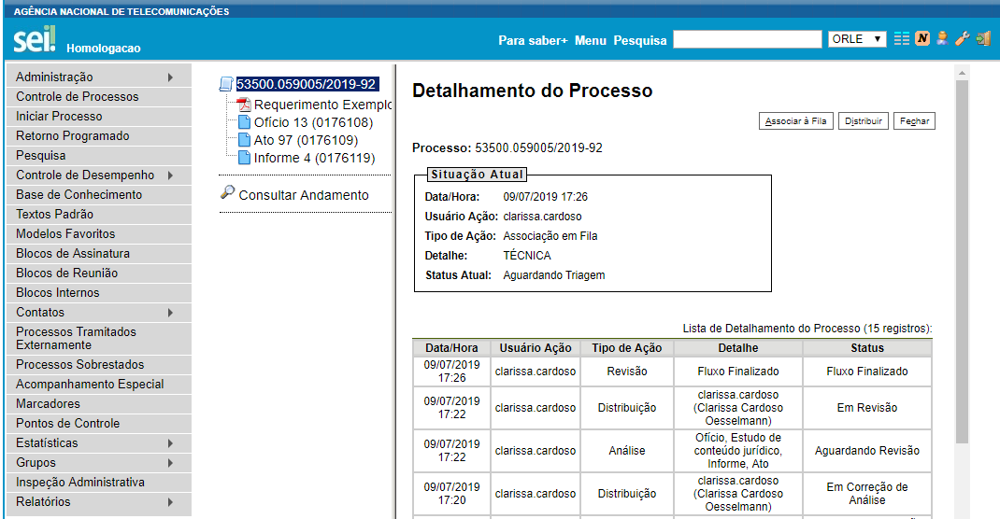 AGÊNCIA NACIONAL DE TELECOMUNICAÇÕES
sei! Homologacao
Para saber+ Menu Pesquisa ORLE
Administração
Controle de Processos
Iniciar Processo
Retorno Programado
Pesquisa
Controle de Desempenho
Base de Conhecimento
Textos Padrão
Modelos Favoritos
Blocos de Assinatura
Blocos de Reunião
Blocos Internos
Contatos
Processos Tramitados
Externamente
Processos Sobrestados
Acompanhamento Especial
Marcadores
Pontos de Controle
Estatísticas
Grupos
Inspeção Administrativa
Relatórios
53500.059005/2019-92
Requerimento Exemplo
Ofício 13 (0176108)
Ato 97 (0176109)
Informe 4 (0176119)
Consultar Andamento
Detalhamento do Processo
Associar à Fila Distribuir Fechar
Processo: 53500.059005/2019-92
Situação Atual
Data/Hora: 09/07/2019 17:26
Usuário Ação: clarissa.cardoso
Tipo de Ação: Associação em Fila
Detalhe: TÉCNICA
Status Atual: Aguardando Triagem
Lista de Detalhamento do Processo (15 registros):
Data/Hora Usuário Ação Tipo de Ação Detalhe Status
09/07/2019
17:26
clarissa.cardoso Revisão Fluxo Finalizado Fluxo Finalizado
09/07/2019
17:22
clarissa.cardoso Distribuição
clarissa.cardoso
(Clarissa Cardoso
Oesselmann)
Em Revisão
09/07/2019
17:22
clarissa.cardoso Análise
Ofício, Estudo de
conteúdo jurídico,
Informe, Ato
Aguardando Revisão
09/07/2019
17:20
clarissa.cardoso Distribuição
clarissa.cardoso
(Clarissa Cardoso
Oesselmann)
Em Correção de
Análise